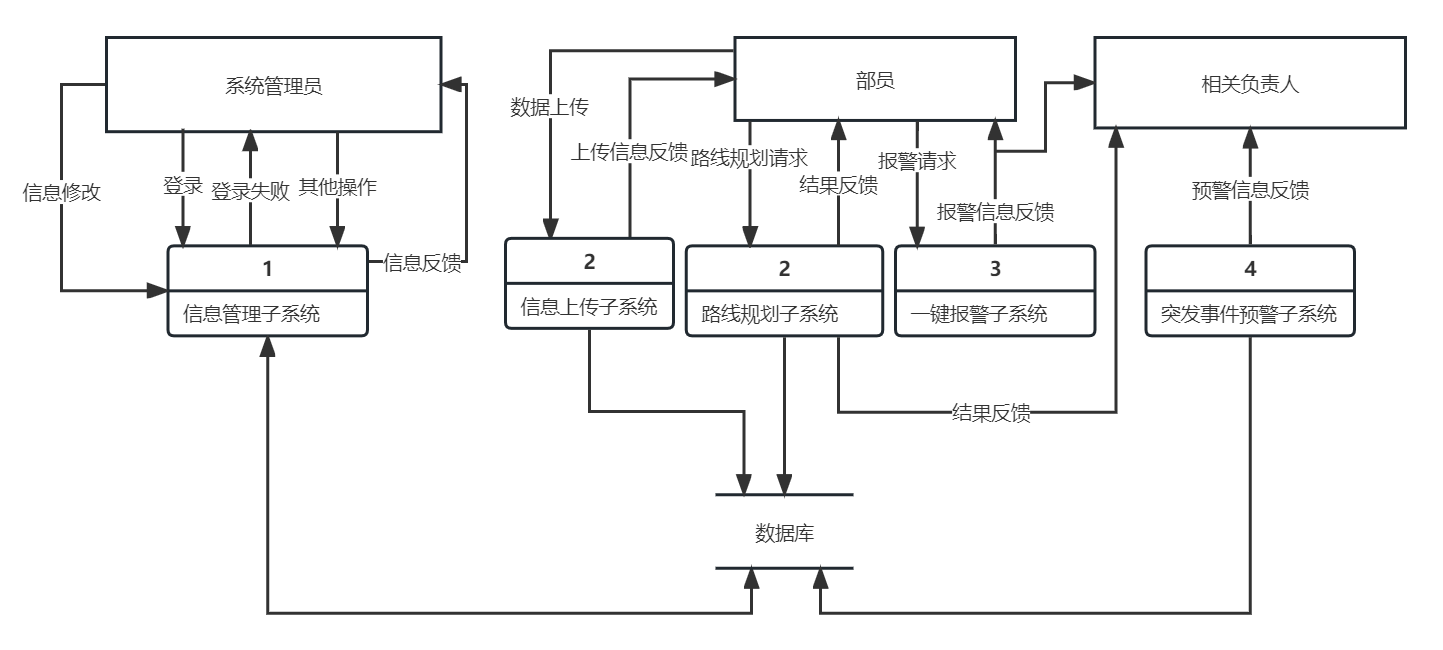 系统管理员
部员
相关负责人
数据上传
上传信息反馈
路线规划请求
报警请求
信息修改
登录
登录失败
其他操作
结果反馈
报警信息反馈
预警信息反馈
信息反馈
1
信息管理子系统
2
信息上传子系统
2
路线规划子系统
3
一键报警子系统
4
突发事件预警子系统
结果反馈
数据库